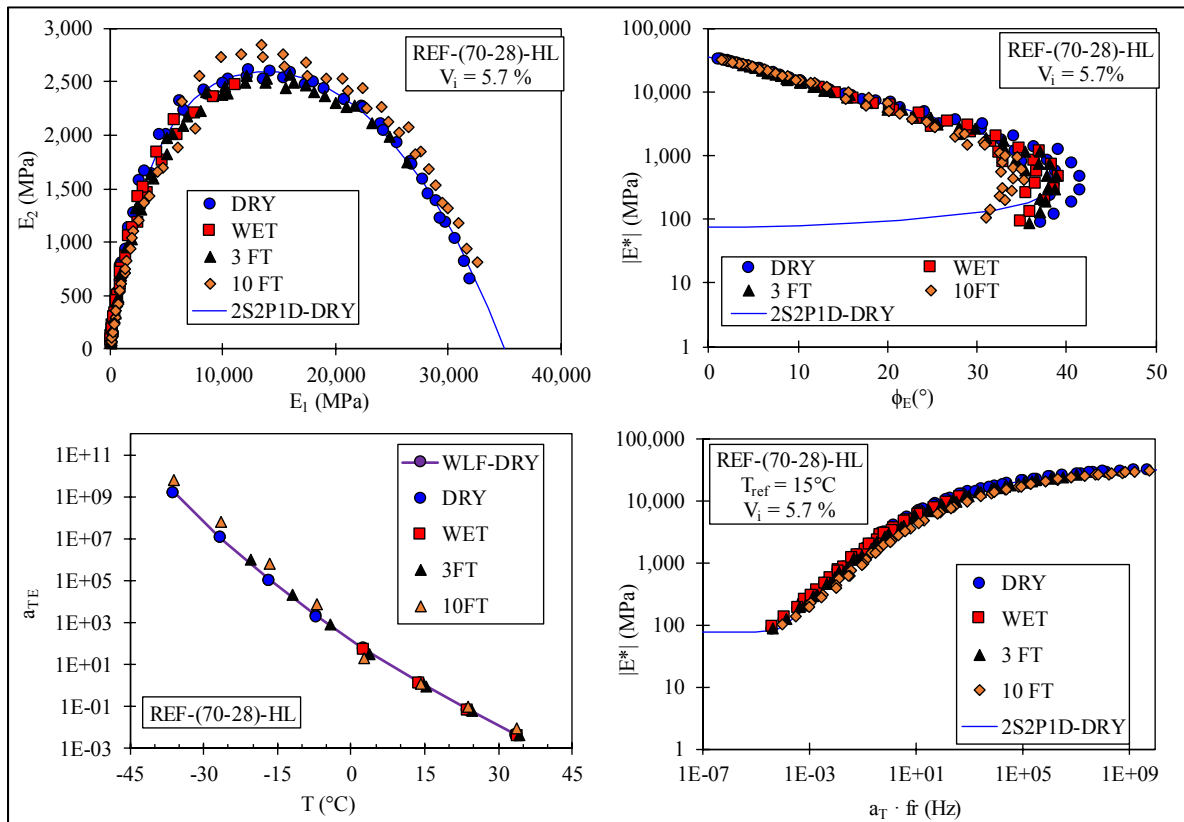 3,000
2,500
2,000
1,500
1,000
500
0
E2 (MPa)
REF-(70-28)-HL
Vi = 5.7 %
DRY
WET
3 FT
10 FT
2S2P1D-DRY
0 10,000 20,000 30,000 40,000
E1 (MPa)
100,000
10,000
1,000
100
10
1
|E*| (MPa)
REF-(70-28)-HL
Vi = 5.7%
DRY WET
3 FT 10FT
2S2P1D-DRY
0 10 20 30 40 50
ϕE(°)
1E+11
1E+09
1E+07
1E+05
1E+03
1E+01
1E-01
1E-03
aTE
WLF-DRY
DRY
WET
3FT
10FT
REF-(70-28)-HL
-45 -30 -15 0 15 30 45
T (°C)
100,000
10,000
1,000
100
10
1
|E*| (MPa)
REF-(70-28)-HL
Tref = 15°C
Vi = 5.7 %
DRY
WET
3 FT
10 FT
2S2P1D-DRY
1E-07 1E-03 1E+01 1E+05 1E+09
aT · fr (Hz)